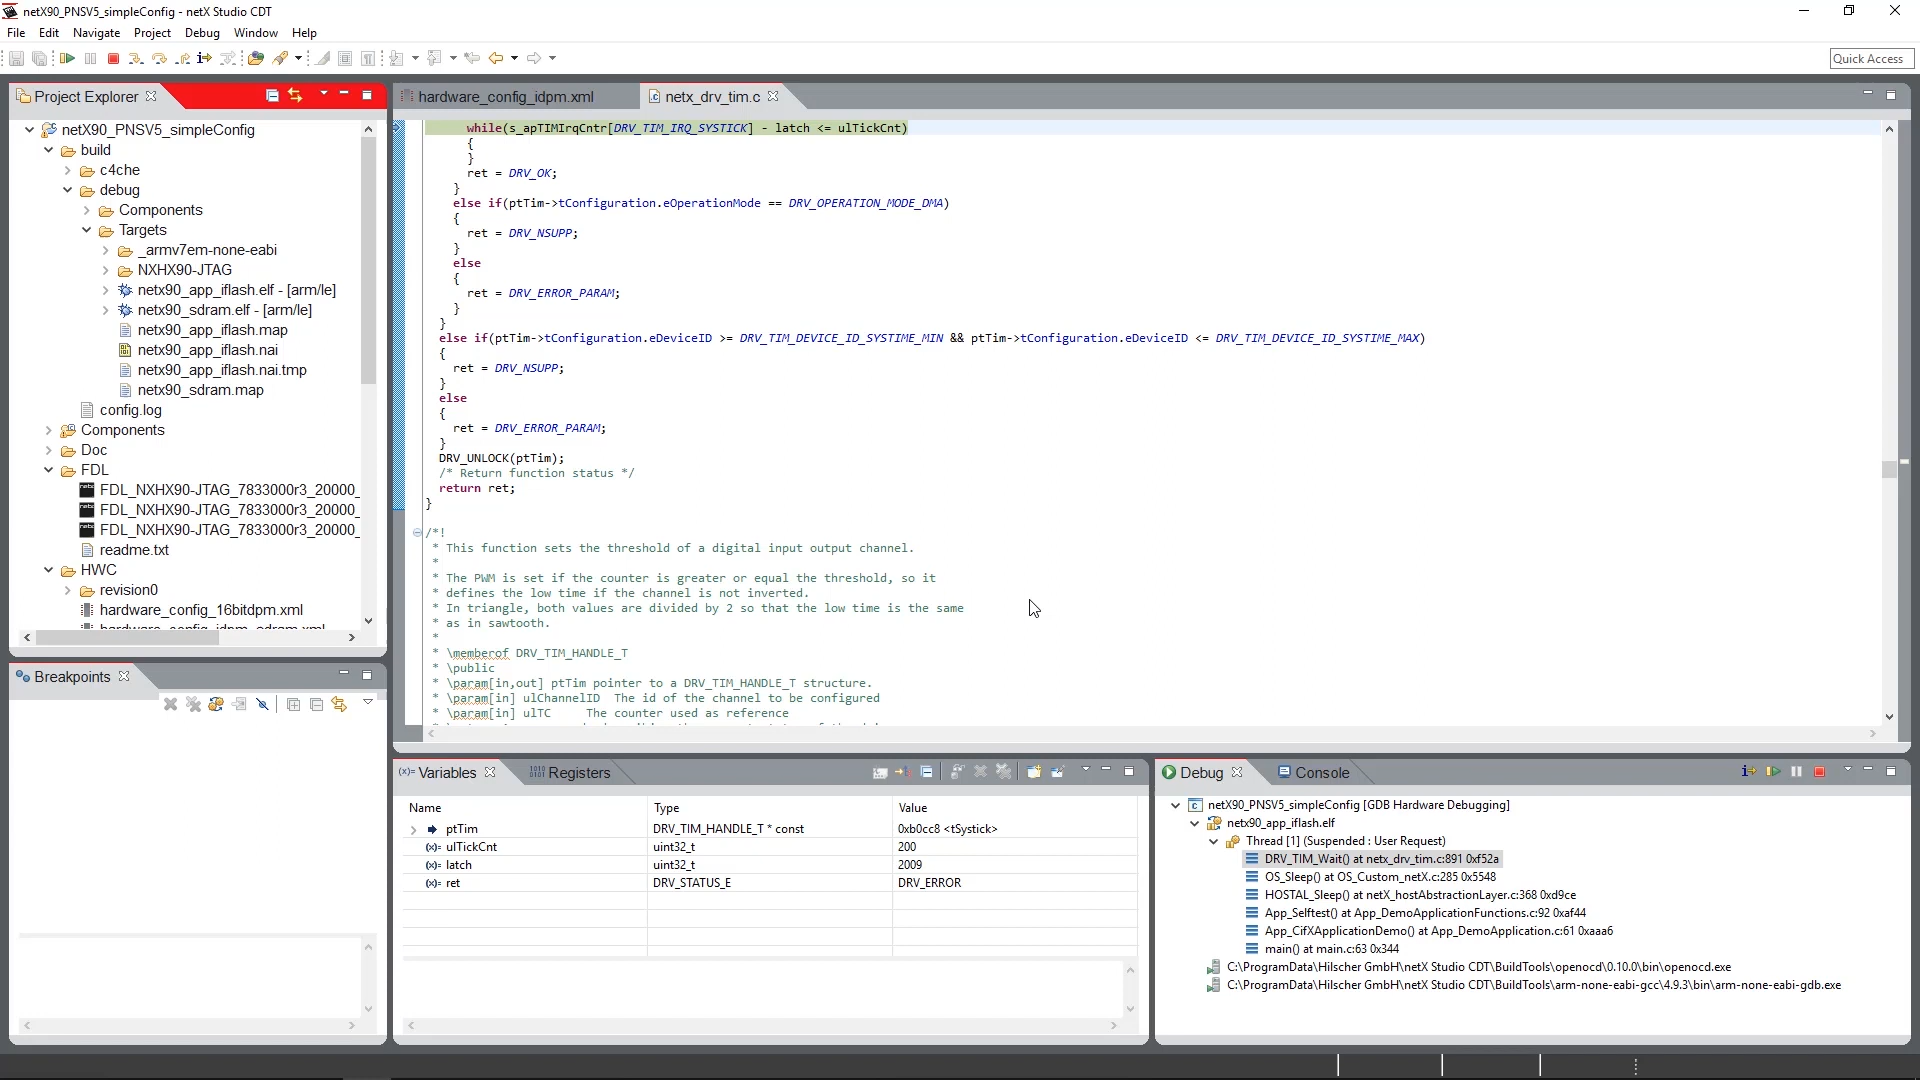 netX90_PNSV5_simpleConfig - netX Studio CDT
File Edit Navigate Project Debug Window Help
Quick Access
Project Explorer
netX90_PNSV5_simpleConfig
build
c4che
debug
Components
Targets
_armv7em-none-eabi
NXHX90-JTAG
netx90_app_iflash.elf - [arm/le]
netx90_sdram.elf - [arm/le]
netx90_app_iflash.map
netx90_app_iflash.nai
netx90_app_iflash.nai.tmp
netx90_sdram.map
config.log
Components
Doc
FDL
FDL_NXHX90-JTAG_7833000r3_20000_
FDL_NXHX90-JTAG_7833000r3_20000_
FDL_NXHX90-JTAG_7833000r3_20000_
readme.txt
HWC
revision0
hardware_config_16bitdpm.xml
hardware_config_idpm.xml netx_drv_tim.c
while(s_apTIMIrqCntr[DRV_TIM_IRQ_SYSTICK] - latch <= ulTickCnt)
{
}
ret = DRV_OK;
}
else if(ptTim->tConfiguration.eOperationMode == DRV_OPERATION_MODE_DMA)
{
ret = DRV_NSUPP;
}
else
{
ret = DRV_ERROR_PARAM;
}
}
else if(ptTim->tConfiguration.eDeviceID >= DRV_TIM_DEVICE_ID_SYSTIME_MIN && ptTim->tConfiguration.eDeviceID <= DRV_TIM_DEVICE_ID_SYSTIME_MAX)
{
ret = DRV_NSUPP;
}
else
{
ret = DRV_ERROR_PARAM;
}
DRV_UNLOCK(ptTim);
/* Return function status */
return ret;
}
/*!
* This function sets the threshold of a digital input output channel.
*
* The PWM is set if the counter is greater or equal the threshold, so it
* defines the low time if the channel is not inverted.
* In triangle, both values are divided by 2 so that the low time is the same
* as in sawtooth.
*
* \memberof DRV_TIM_HANDLE_T
* \public
* \param[in,out] ptTim pointer to a DRV_TIM_HANDLE_T structure.
* \param[in] ulChannelID The id of the channel to be configured
* \param[in] ulTC The counter used as reference
Breakpoints
(x)= Variables Registers
Name Type Value
ptTim DRV_TIM_HANDLE_T * const 0xb0cc8 <tSystick>
(x)= ulTickCnt uint32_t 200
(x)= latch uint32_t 2009
(x)= ret DRV_STATUS_E DRV_ERROR
Debug Console
netX90_PNSV5_simpleConfig [GDB Hardware Debugging]
netx90_app_iflash.elf
Thread [1] (Suspended : User Request)
DRV_TIM_Wait() at netx_drv_tim.c:891 0xf52a
OS_Sleep() at OS_Custom_netX.c:285 0x5548
HOSTAL_Sleep() at netX_hostAbstractionLayer.c:368 0xd9ce
App_Selftest() at App_DemoApplicationFunctions.c:92 0xaf44
App_CifXApplicationDemo() at App_DemoApplication.c:61 0xaaa6
main() at main.c:63 0x344
C:\ProgramData\Hilscher GmbH\netX Studio CDT\BuildTools\openocd\0.10.0\bin\openocd.exe
C:\ProgramData\Hilscher GmbH\netX Studio CDT\BuildTools\arm-none-eabi-gcc\4.9.3\bin\arm-none-eabi-gdb.exe